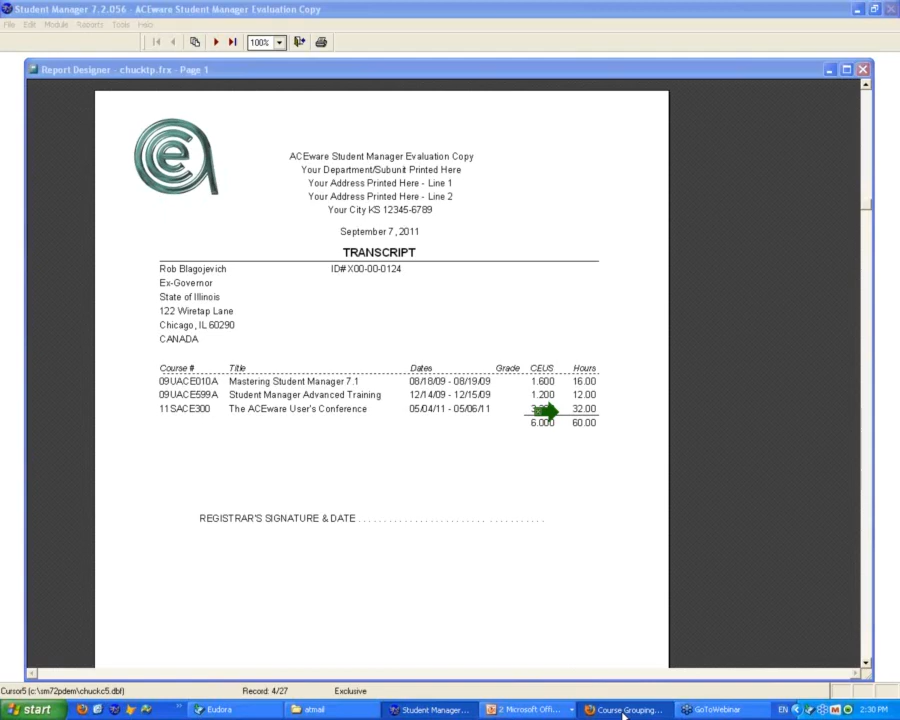 Student Manager 7.2.056 - ACEware Student Manager Evaluation Copy
File Edit Module Reports Tools Help
100%
Report Designer - chucktp.frx - Page 1
ACEware Student Manager Evaluation Copy
Your Department/Subunit Printed Here
Your Address Printed Here - Line 1
Your Address Printed Here - Line 2
Your City KS 12345-6789
September 7, 2011
TRANSCRIPT
Rob Blagojevich ID# X00-00-0124
Ex-Governor
State of Illinois
122 Wiretap Lane
Chicago, IL 60290
CANADA
Course # Title Dates Grade CEUS Hours
09UACE010A Mastering Student Manager 7.1 08/18/09 - 08/19/09 1.600 16.00
09UACE599A Student Manager Advanced Training 12/14/09 - 12/15/09 1.200 12.00
11SACE300 The ACEware User's Conference 05/04/11 - 05/06/11 32.00
6.000 60.00
REGISTRAR'S SIGNATURE & DATE . . . . . . . . . . . . . . . . . . . . . . . . . . . . . . . . . .
Cursor5 (c:\sm72pdem\chuckc5.dbf) Record: 4/27 Exclusive
start Eudora atmail Student Manager... 2 Microsoft Offi... Course Grouping... GoToWebinar EN 2:30 PM